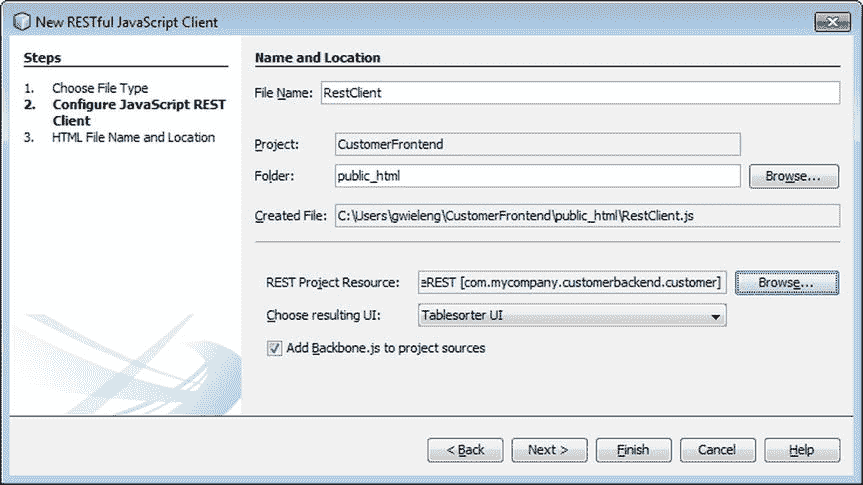 New RESTful JavaScript Client
Steps
1. Choose File Type
2. Configure JavaScript REST
Client
3. HTML File Name and Location
Name and Location
File Name: RestClient
Project: CustomerFrontend
Folder: public_html Browse...
Created File: C:\Users\gwieleng\CustomerFrontend\public_html\RestClient.js
REST Project Resource: eREST [com.mycompany.customerbackend.customer] Browse...
Choose resulting UI: Tablesorter UI
Add Backbone.js to project sources
< Back Next > Finish Cancel Help